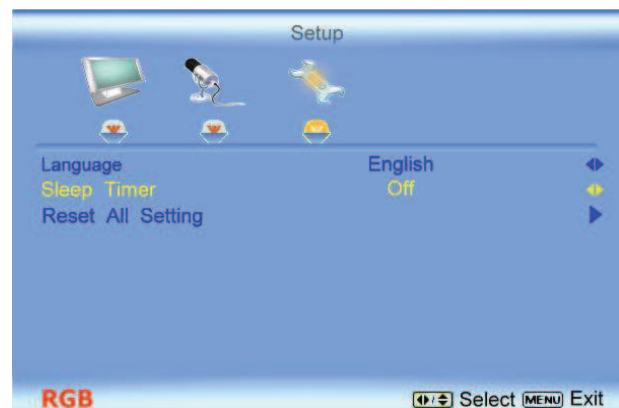 Setup
Language English
Sleep Timer Off
Reset All Setting
RGB Select MENU Exit